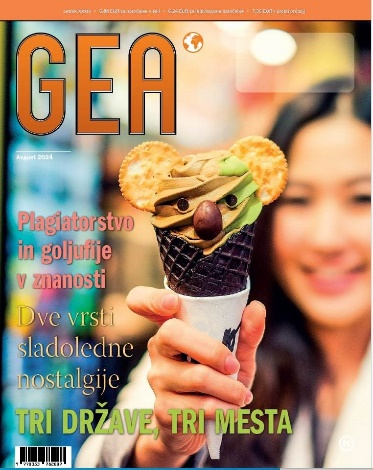 GEA
Avgust 2024
Plagiatorstvo
in goljufije
v znanosti
Dve vrsti
sladoledne
nostalgije
TRI DRŽAVE, TRI MESTA